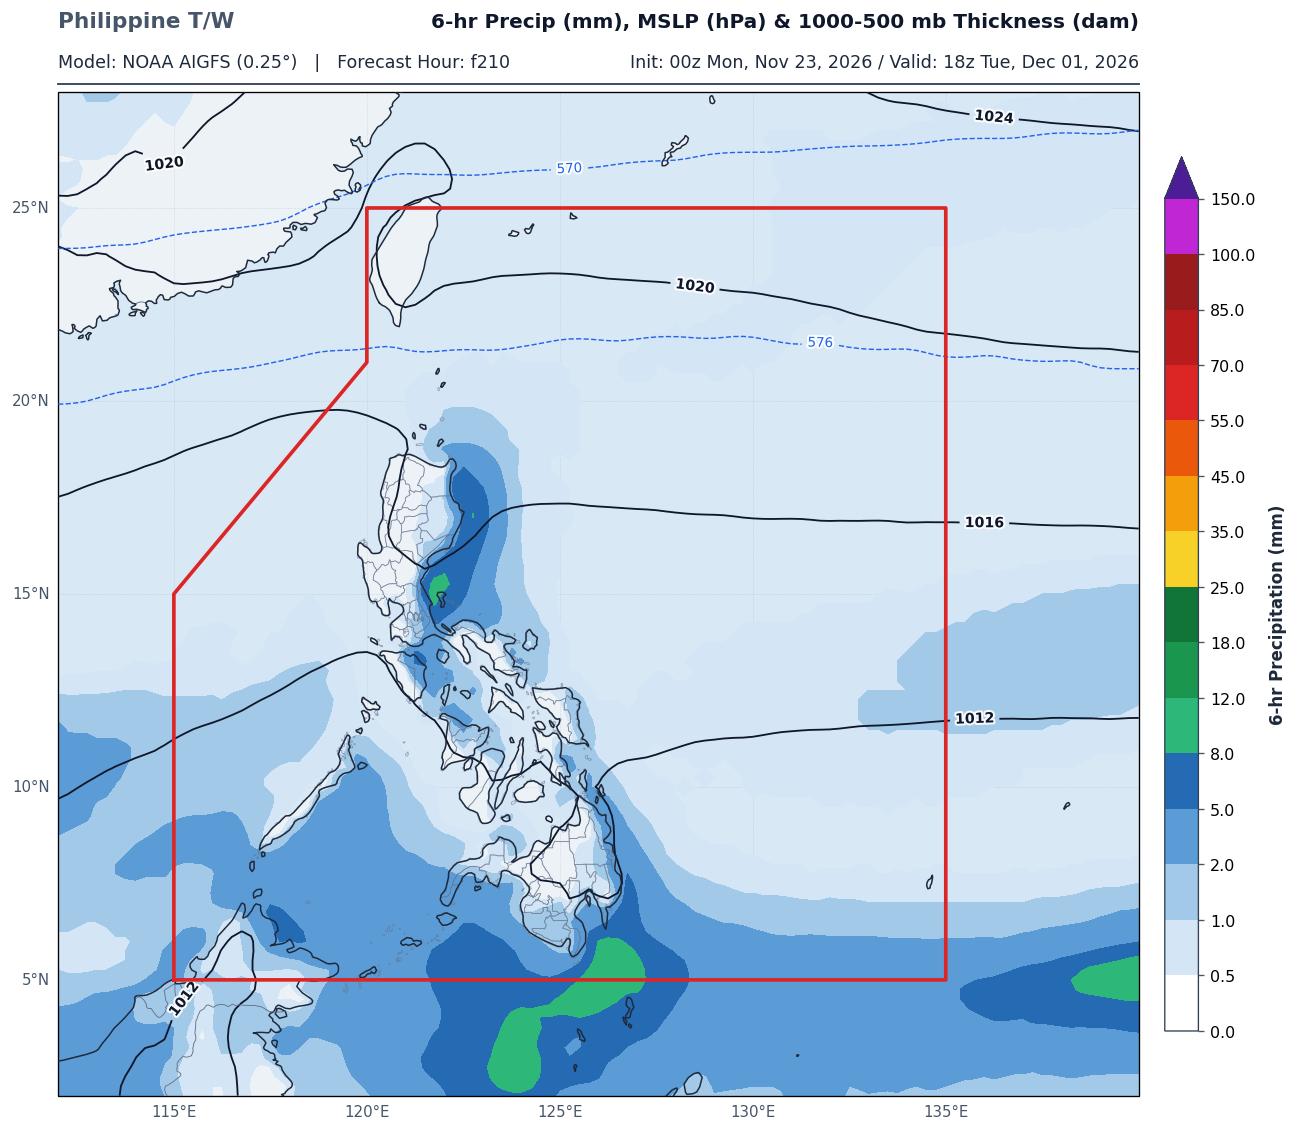 Philippine T/W
6-hr Precip (mm), MSLP (hPa) & 1000-500 mb Thickness (dam)
Model: NOAA AIGFS (0.25°) | Forecast Hour: f210
Init: 00z Mon, Nov 23, 2026 / Valid: 18z Tue, Dec 01, 2026
1024
1020
570
1020
576
1016
1012
1012
25°N
20°N
15°N
10°N
5°N
115°E
120°E
125°E
130°E
135°E
150.0
100.0
85.0
70.0
55.0
45.0
35.0
25.0
18.0
12.0
8.0
5.0
2.0
1.0
0.5
0.0
6-hr Precipitation (mm)